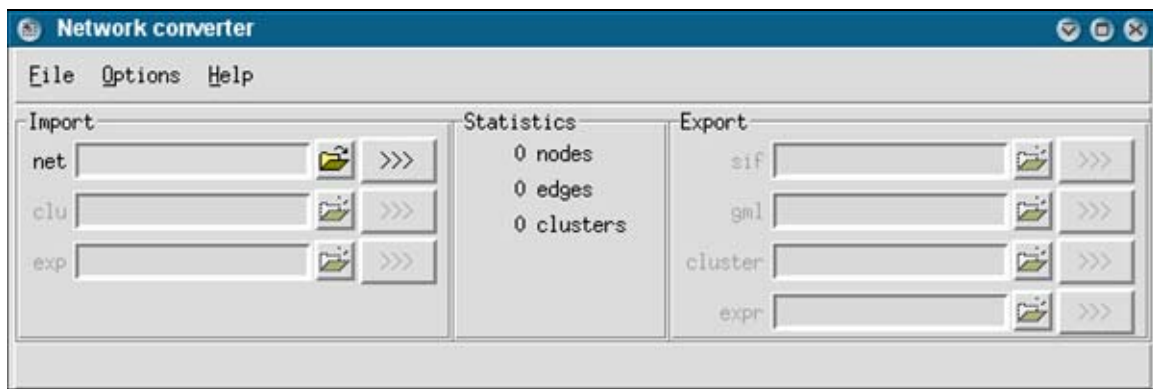 Network converter
File Options Help
Import
net >>>
clu >>>
exp >>>
Statistics
0 nodes
0 edges
0 clusters
Export
sif >>>
gml >>>
cluster >>>
expr >>>